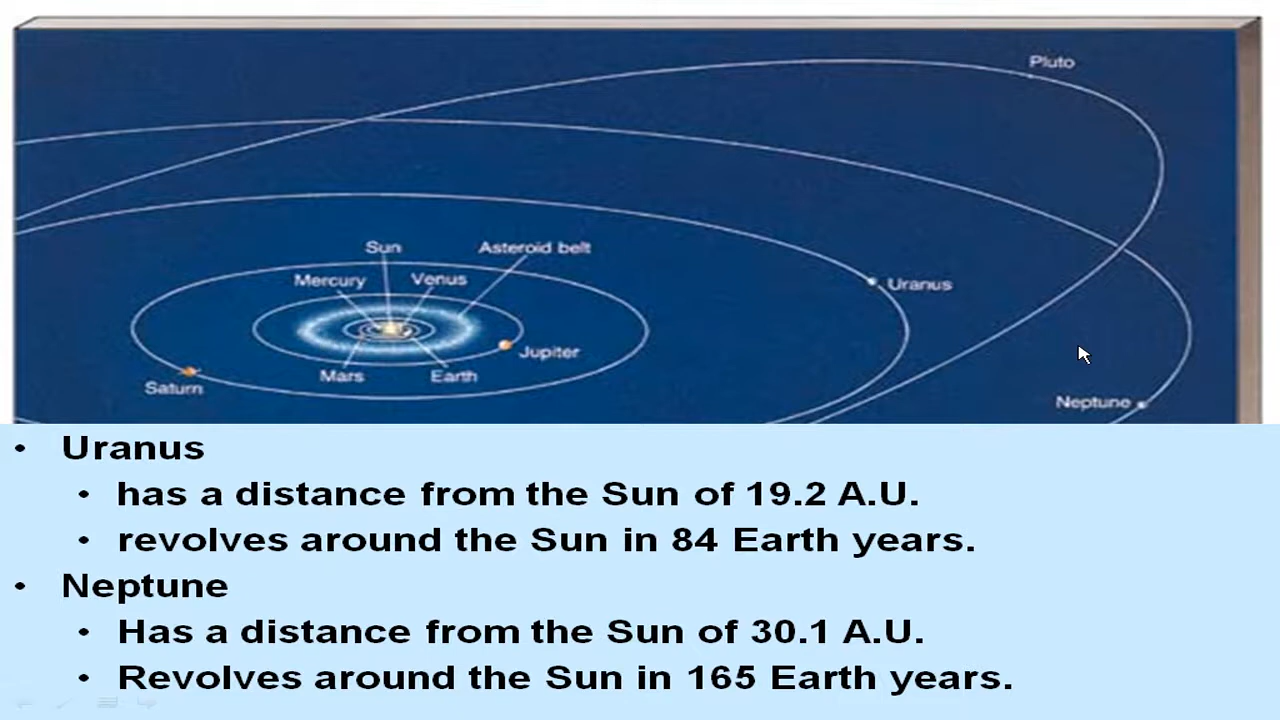 Pluto
Sun
Asteroid belt
Mercury
Venus
Uranus
Jupiter
Mars
Earth
Saturn
Neptune
• Uranus
• has a distance from the Sun of 19.2 A.U.
• revolves around the Sun in 84 Earth years.
• Neptune
• Has a distance from the Sun of 30.1 A.U.
• Revolves around the Sun in 165 Earth years.